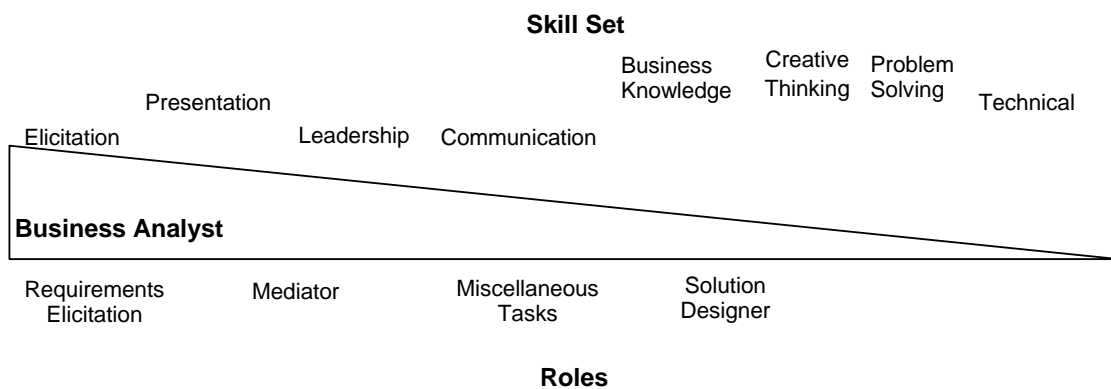 Skill Set
Business
Knowledge
Creative
Thinking
Problem
Solving
Presentation
Technical
Elicitation
Leadership
Communication
Business Analyst
Requirements
Elicitation
Mediator
Miscellaneous
Tasks
Solution
Designer
Roles